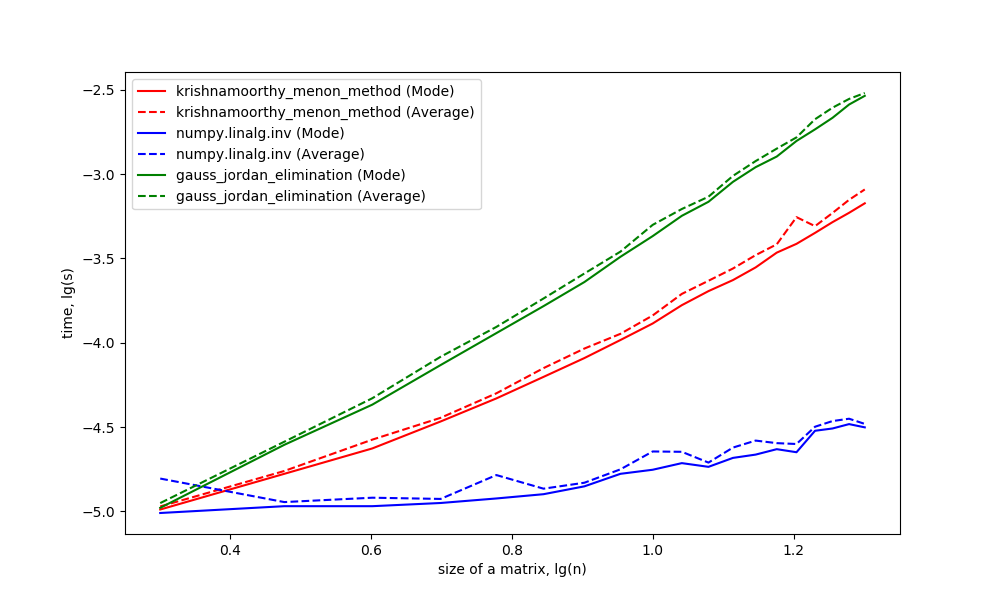 krishnamoorthy_menon_method (Mode)
krishnamoorthy_menon_method (Average)
numpy.linalg.inv (Mode)
numpy.linalg.inv (Average)
gauss_jordan_elimination (Mode)
gauss_jordan_elimination (Average)
time, lg(s)
−2.5
−3.0
−3.5
−4.0
−4.5
−5.0
0.4 0.6 0.8 1.0 1.2
size of a matrix, lg(n)